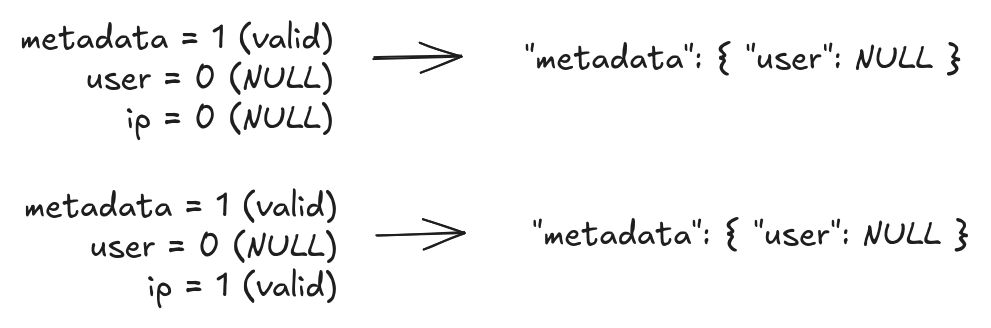 metadata = 1 (valid)
user = 0 (NULL)
ip = 0 (NULL)
"metadata": { "user": NULL }
metadata = 1 (valid)
user = 0 (NULL)
ip = 1 (valid)
"metadata": { "user": NULL }